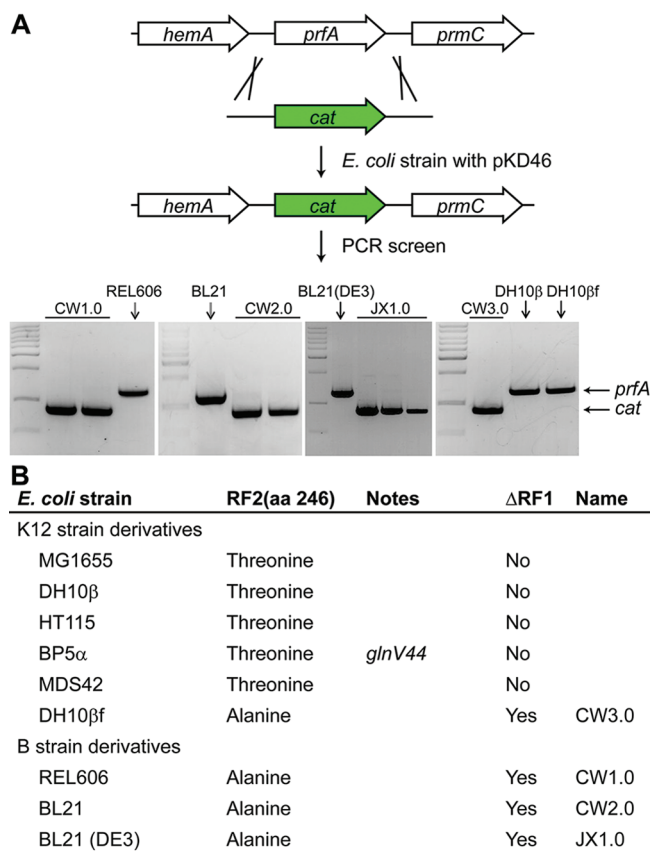 A
hemA prfA prmC
cat
E. coli strain with pKD46
hemA cat prmC
PCR screen
CW1.0 REL606 BL21 CW2.0 BL21(DE3) JX1.0 CW3.0 DH10β DH10βf
prfA
cat
B
E. coli strain RF2(aa 246) Notes ΔRF1 Name
K12 strain derivatives
MG1655 Threonine No
DH10β Threonine No
HT115 Threonine No
BP5α Threonine glnV44 No
MDS42 Threonine No
DH10βf Alanine Yes CW3.0
B strain derivatives
REL606 Alanine Yes CW1.0
BL21 Alanine Yes CW2.0
BL21 (DE3) Alanine Yes JX1.0